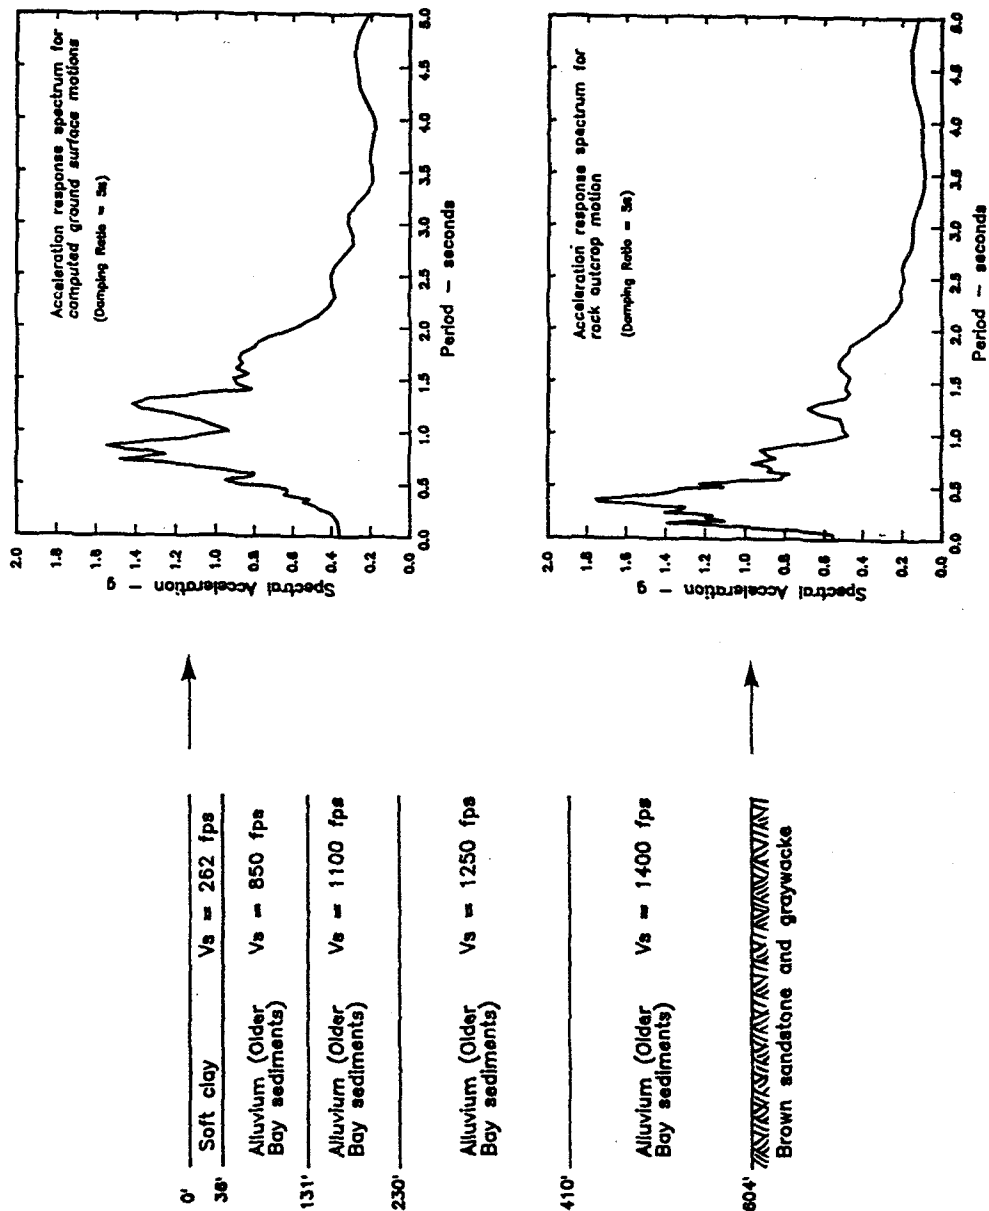 0'
Soft clay
Vs = 262 fps
36'
Alluvium (Older
Bay sediments)
Vs = 850 fps
131'
Alluvium (Older
Bay sediments)
Vs = 1100 fps
230'
Alluvium (Older
Bay sediments)
Vs = 1250 fps
410'
Alluvium (Older
Bay sediments)
Vs = 1400 fps
604'
Brown sandstone and graywacke
Acceleration response spectrum for
computed ground surface motions
(Damping Ratio = 5%)
Spectral Acceleration - g
2.0
1.8
1.6
1.4
1.2
1.0
0.8
0.6
0.4
0.2
0.0
0.0 0.5 1.0 1.5 2.0 2.5 3.0 3.5 4.0 4.5 5.0
Period - seconds
Acceleration response spectrum for
rock outcrop motion
(Damping Ratio = 5%)
Spectral Acceleration - g
2.0
1.8
1.6
1.4
1.2
1.0
0.8
0.6
0.4
0.2
0.0
0.0 0.5 1.0 1.5 2.0 2.5 3.0 3.5 4.0 4.5 5.0
Period - seconds